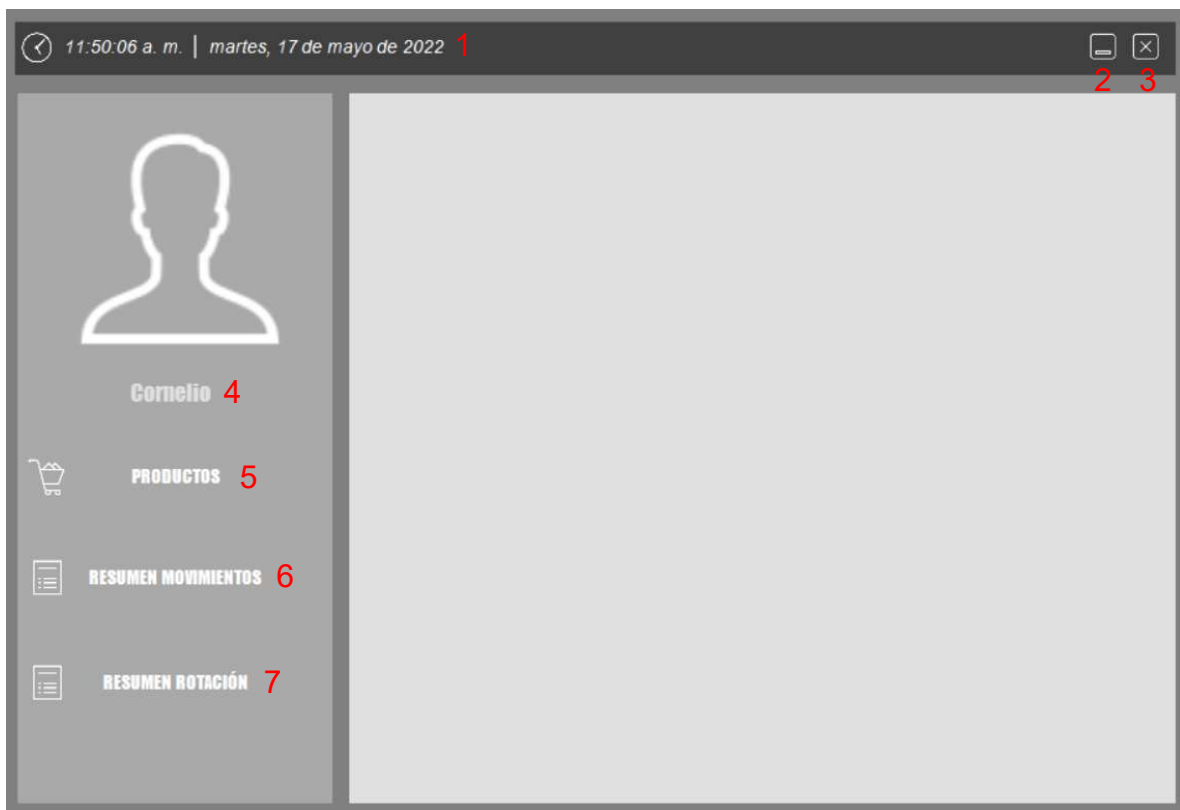 11:50:06 a. m. | martes, 17 de mayo de 2022 1
2 3
Cornelio 4
PRODUCTOS 5
RESUMEN MOVIMIENTOS 6
RESUMEN ROTACIÓN 7